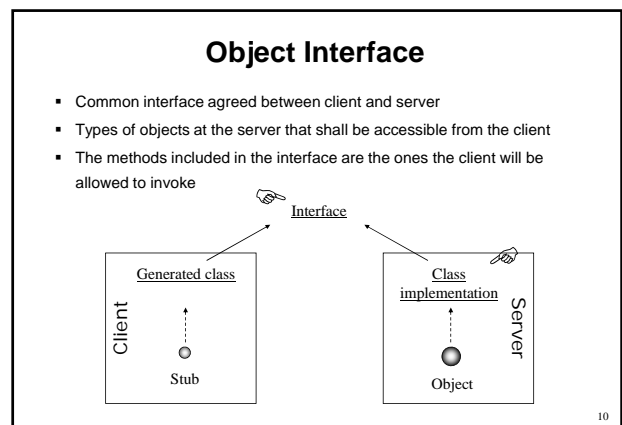 Object Interface
▪ Common interface agreed between client and server
▪ Types of objects at the server that shall be accessible from the client
▪ The methods included in the interface are the ones the client will be
allowed to invoke
Interface
Generated class
Client
Stub
Class
implementation
Server
Object
10